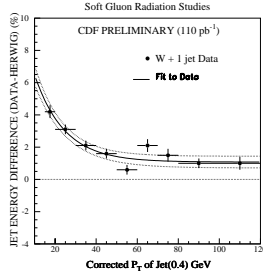 Soft Gluon Radiation Studies
CDF PRELIMINARY (110 pb⁻¹)
W + 1 jet Data
Fit to Data
JET ENERGY DIFFERENCE (DATA-HERWIG) (%)
10
8
6
4
2
0
-2
-4
20 40 60 80 100 120
Corrected P_T of Jet(0.4) GeV